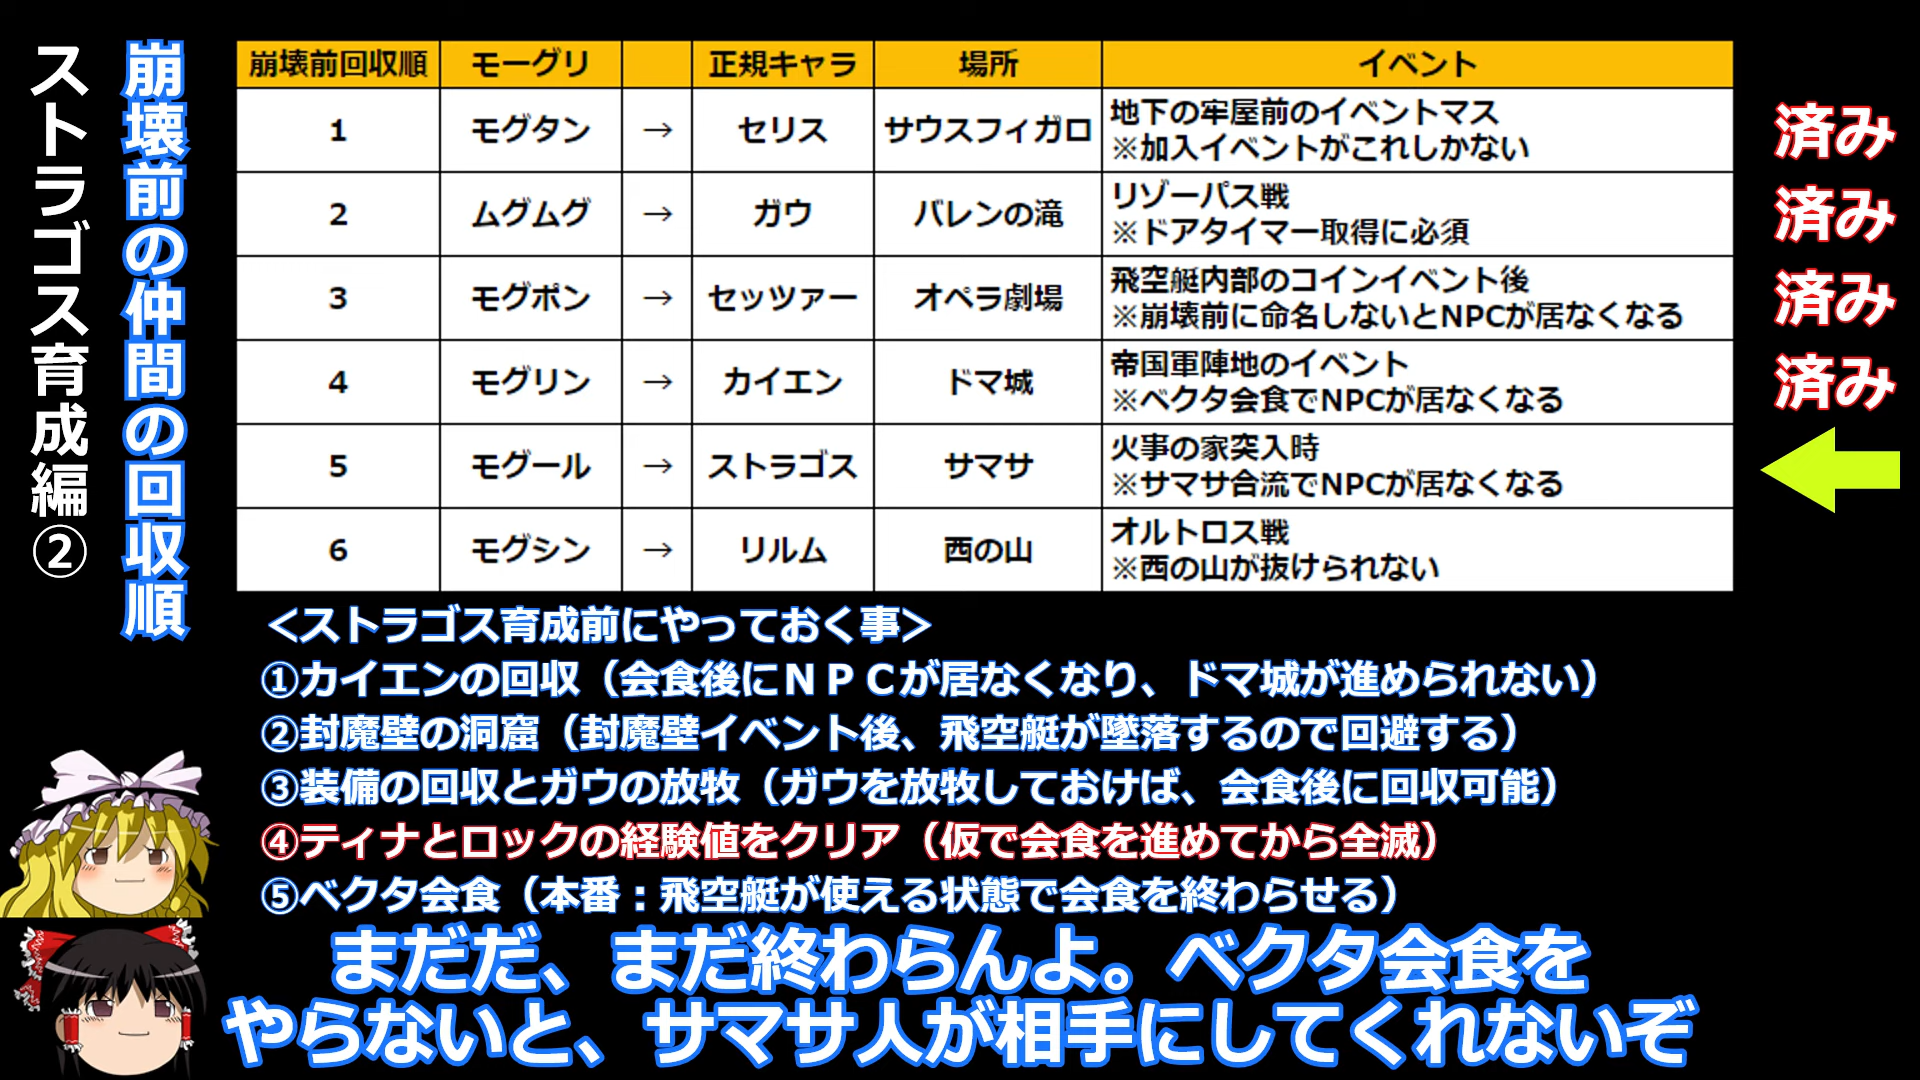 崩壊前の仲間の回収順
ストラゴス育成編②
崩壊前回収順 モーグリ 正規キャラ 場所 イベント
1 モグタン → セリス サウスフィガロ 地下の牢屋前のイベントマス
※加入イベントがこれしかない
済み
2 ムグムグ → ガウ バレンの滝 リゾーパス戦
※ドアタイマー取得に必須
済み
3 モグポン → セッツァー オペラ劇場 飛空艇内部のコインイベント後
※崩壊前に命名しないとNPCが居なくなる
済み
4 モグリン → カイエン ドマ城 帝国軍陣地のイベント
※ベクタ会食でNPCが居なくなる
済み
5 モグール → ストラゴス サマサ 火事の家突入時
※サマサ合流でNPCが居なくなる
6 モグシン → リルム 西の山 オルトロス戦
※西の山が抜けられない
＜ストラゴス育成前にやっておく事＞
①カイエンの回収（会食後にＮＰＣが居なくなり、ドマ城が進められない）
②封魔壁の洞窟（封魔壁イベント後、飛空艇が墜落するので回避する）
③装備の回収とガウの放牧（ガウを放牧しておけば、会食後に回収可能）
④ティナとロックの経験値をクリア（仮で会食を進めてから全滅）
⑤ベクタ会食（本番：飛空艇が使える状態で会食を終わらせる）
まだだ、まだ終わらんよ。ベクタ会食を
やらないと、サマサ人が相手にしてくれないぞ